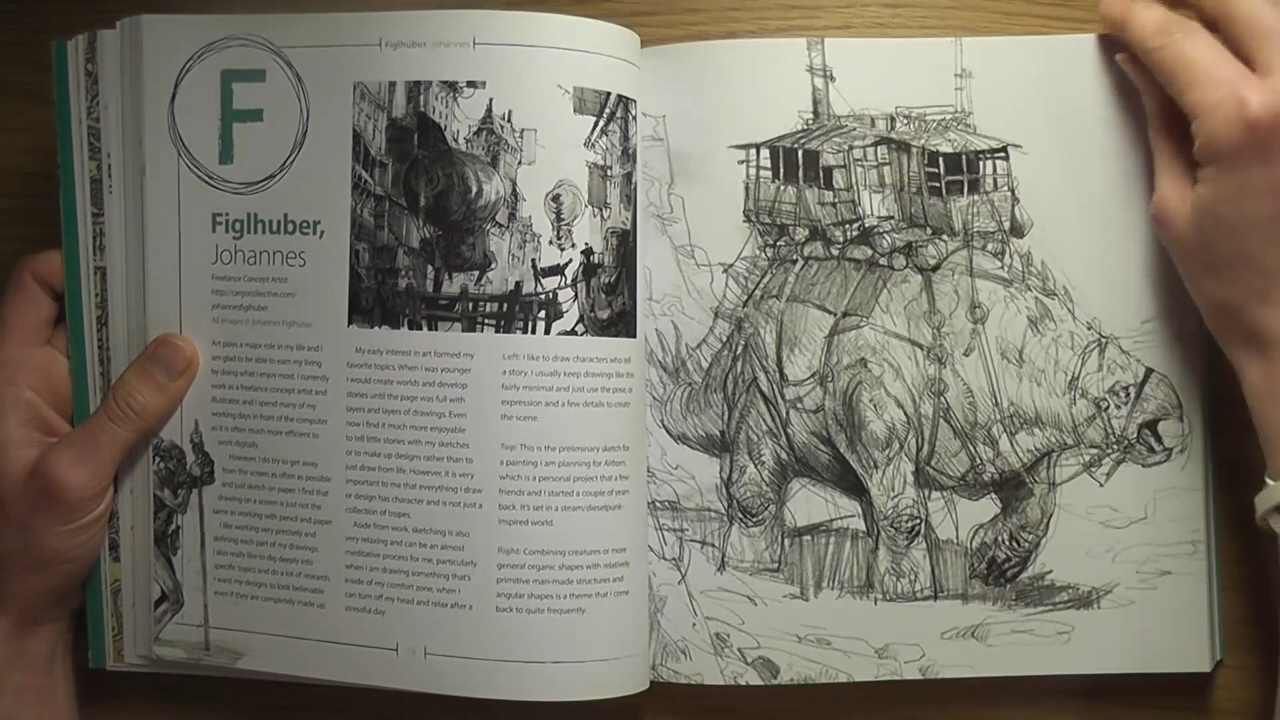 Figlhuber Johannes
F
Figlhuber,
Johannes
Freelance Concept Artist
http://cargocollective.com/
johannesfiglhuber
All images © Johannes Figlhuber
Art plays a major role in my life and I
am glad to be able to earn my living
by doing what I enjoy most. I currently
work as a freelance concept artist and
illustrator, and I spend many of my
working days in front of the computer
as it is often much more efficient to
work digitally.
However, I do try to get away
from the screen as often as possible
and just sketch on paper. I find that
drawing on a screen is just not the
same as working with pencil and paper.
I like working very precisely and
defining each part of my drawings.
I also really like to dig deeply into
specific topics and do a lot of research.
I want my designs to look believable
even if they are completely made up.
My early interest in art formed my
favorite topics. When I was younger
I would create worlds and develop
stories until the page was full with
layers and layers of drawings. Even
now i find it much more enjoyable
to tell little stories with my sketches
or to make up designs rather than to
just draw from life. However, it is very
important to me that everything I draw
or design has character and is not just a
collection of tropes.
Aside from work, sketching is also
very relaxing and can be an almost
meditative process for me, particularly
when I am drawing something that's
inside of my comfort zone, when I
can turn off my head and relax after a
stressful day.
Left: I like to draw characters who tell
a story. I usually keep drawings like this
fairly minimal and just use the pose, or
expression and a few details to create
the scene.
Top: This is the preliminary sketch for
a painting I am planning for Airborn,
which is a personal project that a few
friends and I started a couple of years
back. It's set in a steam/dieselpunk-
inspired world.
Right: Combining creatures or more
general organic shapes with relatively
primitive man-made structures and
angular shapes is a theme that I come
back to quite frequently.